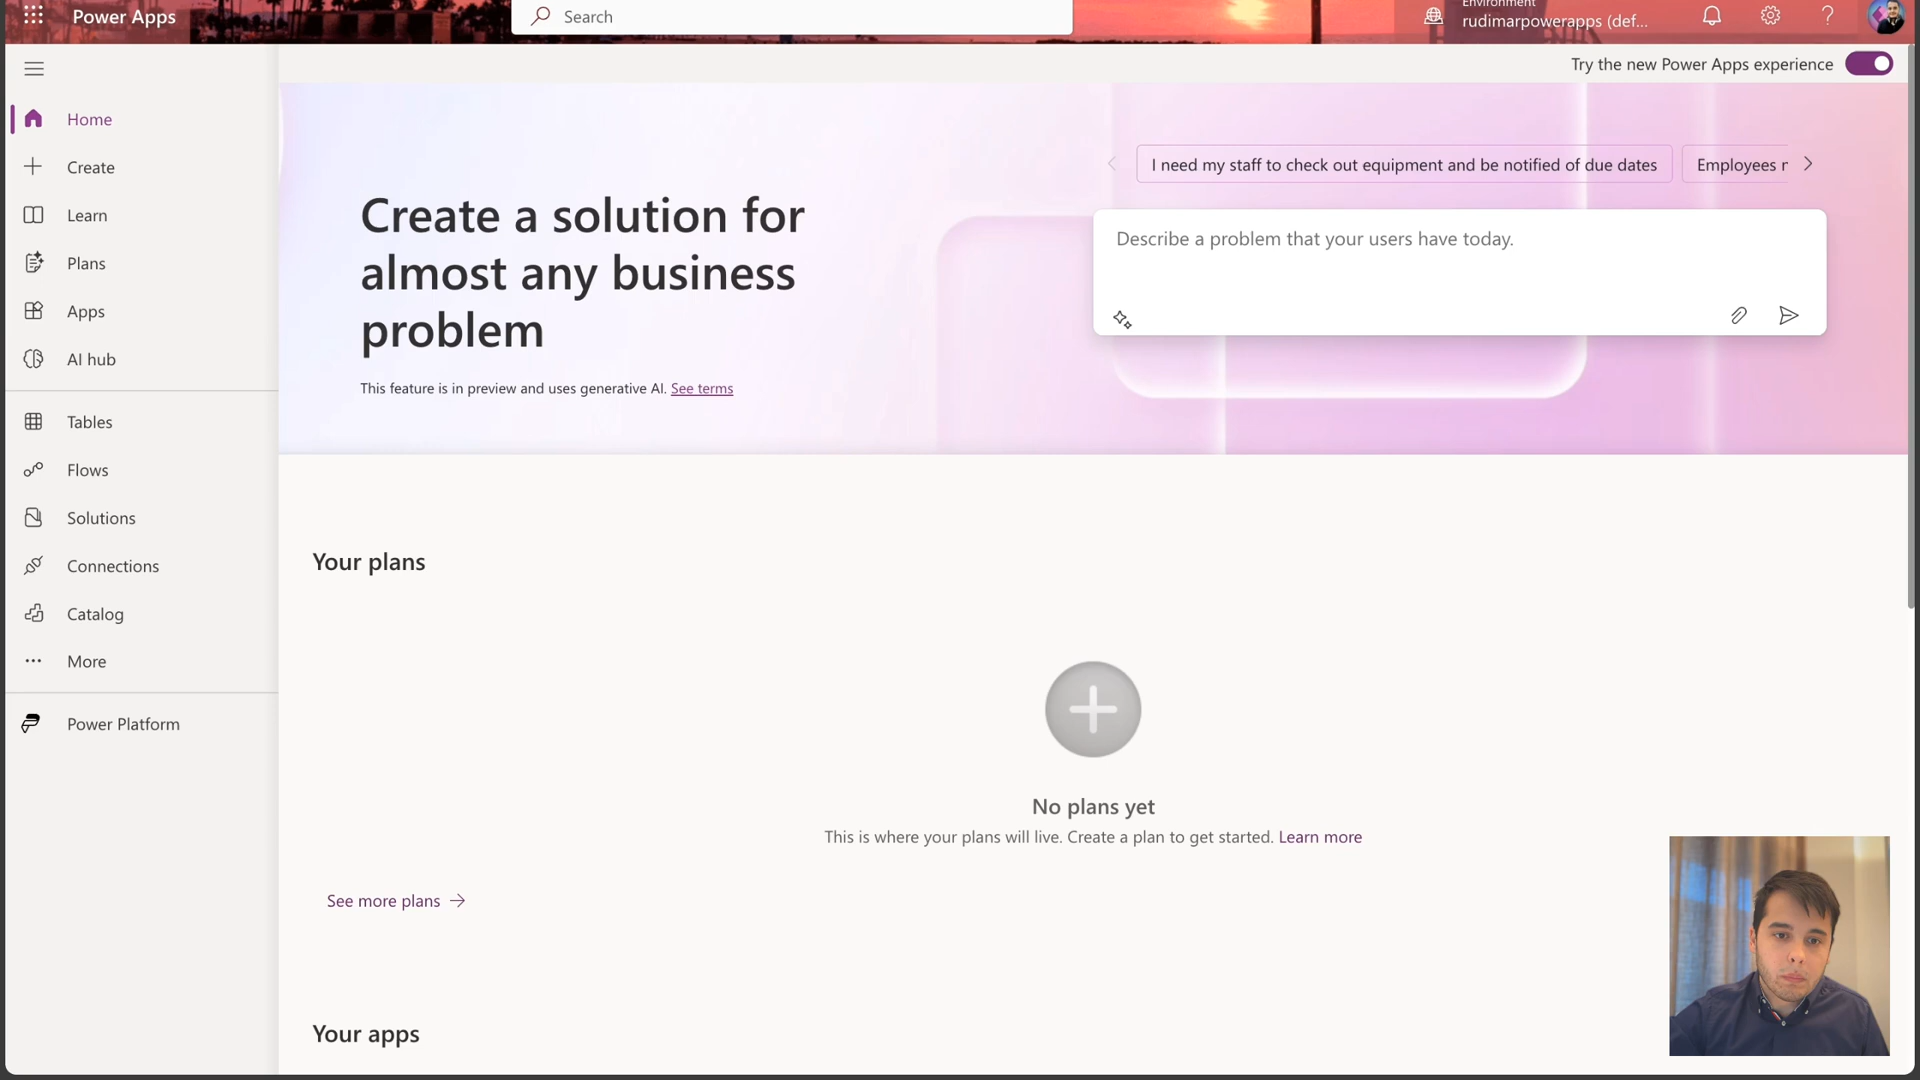 Power Apps
Search
Environment
rudimarpowerapps (def...
Try the new Power Apps experience
Home
Create
Learn
Plans
Apps
AI hub
Tables
Flows
Solutions
Connections
Catalog
More
Power Platform
Create a solution for
almost any business
problem
This feature is in preview and uses generative AI. See terms
I need my staff to check out equipment and be notified of due dates
Employees r
Describe a problem that your users have today.
Your plans
No plans yet
This is where your plans will live. Create a plan to get started. Learn more
See more plans
Your apps